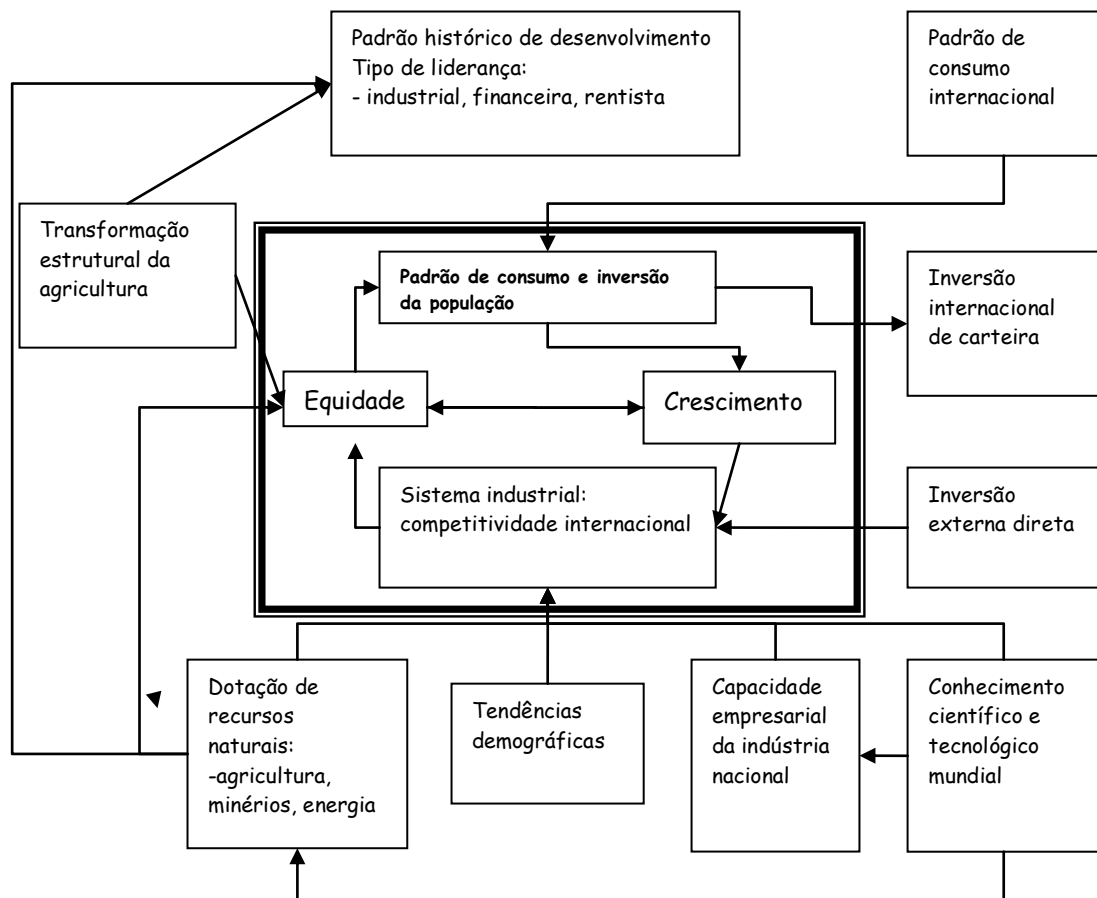 Padrão histórico de desenvolvimento
Tipo de liderança:
- industrial, financeira, rentista
Padrão de
consumo
internacional
Transformação
estrutural da
agricultura
Padrão de consumo e inversão
da população
Inversão
internacional
de carteira
Equidade
Crescimento
Sistema industrial:
competitividade internacional
Inversão
externa direta
Dotação de
recursos
naturais:
-agricultura,
minérios, energia
Tendências
demográficas
Capacidade
empresarial
da indústria
nacional
Conhecimento
científico e
tecnológico
mundial